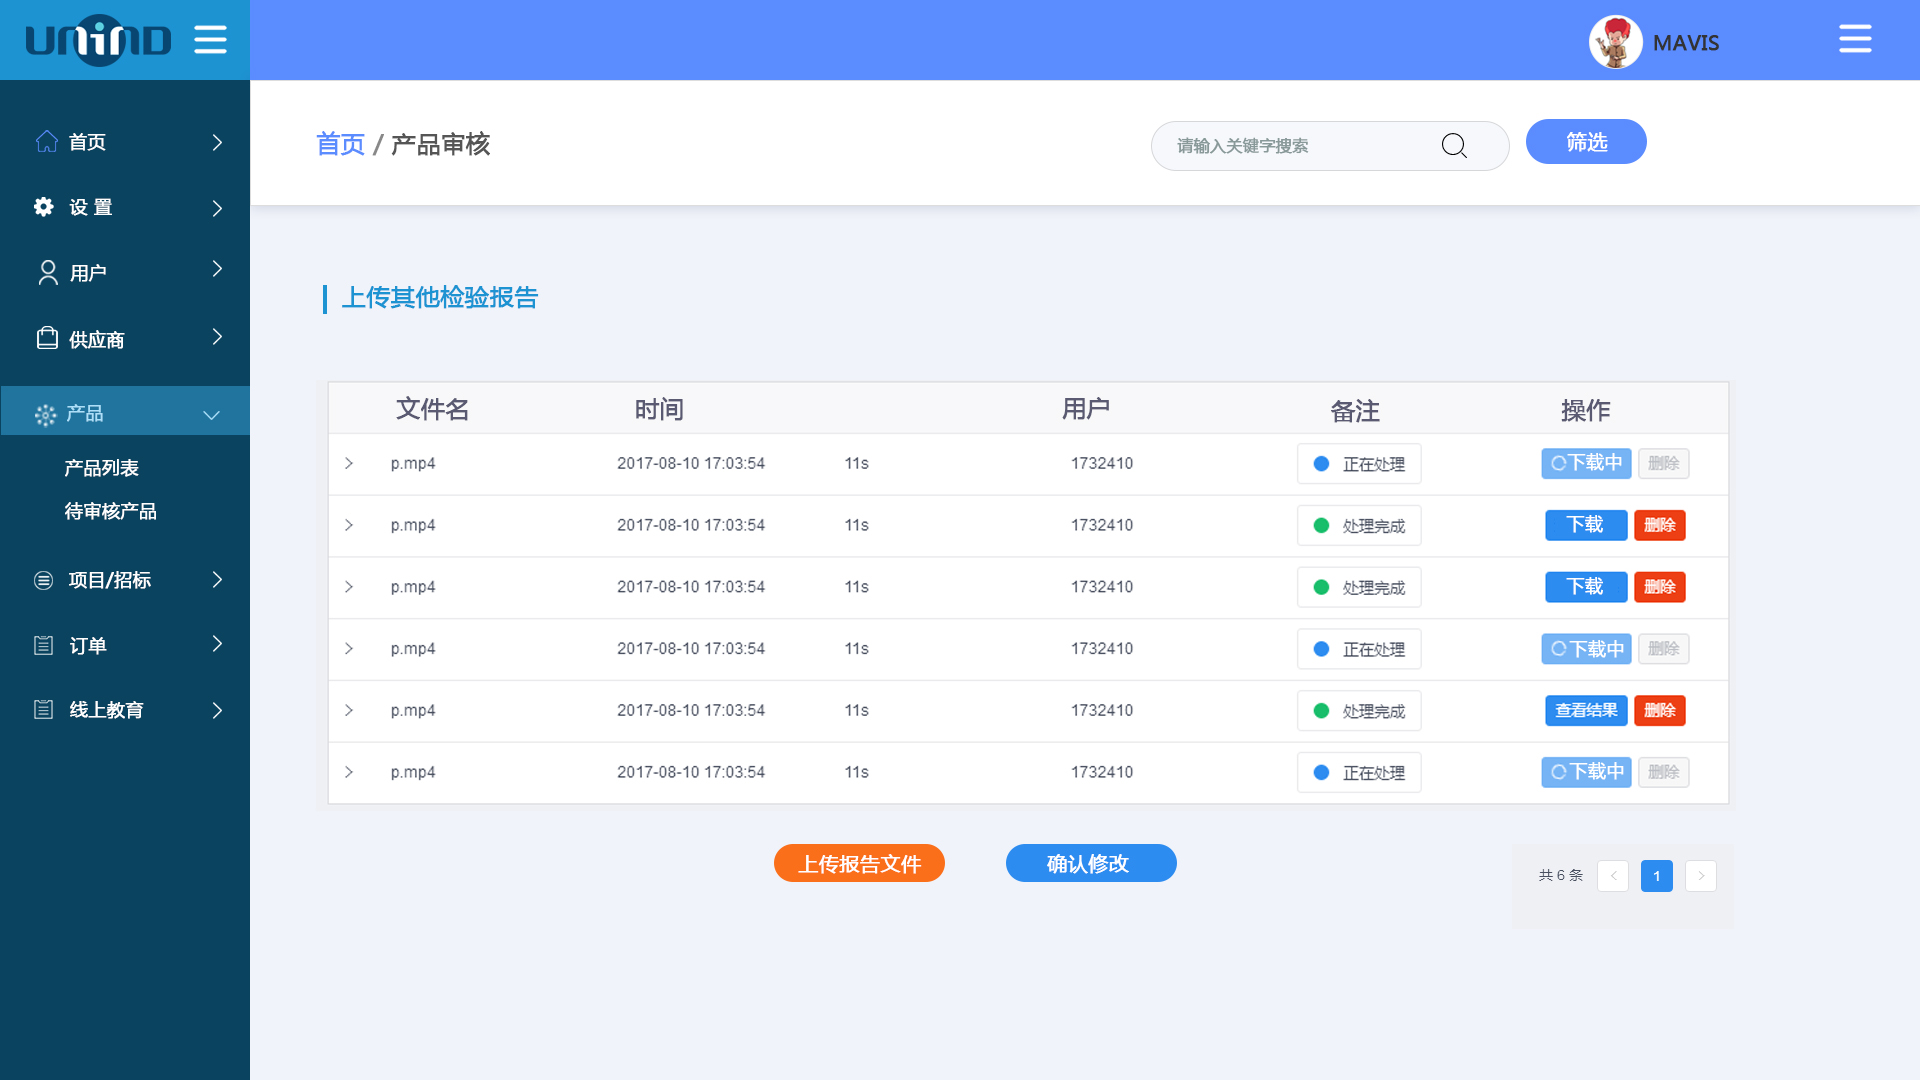 UNIND
MAVIS
首页
设 置
用户
供应商
产品
产品列表
待审核产品
项目/招标
订单
线上教育
首页 / 产品审核
请输入关键字搜索
筛选
上传其他检验报告
文件名 时间 用户 备注 操作
p.mp4 2017-08-10 17:03:54 11s 1732410 正在处理 下载中 删除
p.mp4 2017-08-10 17:03:54 11s 1732410 处理完成 下载 删除
p.mp4 2017-08-10 17:03:54 11s 1732410 处理完成 下载 删除
p.mp4 2017-08-10 17:03:54 11s 1732410 正在处理 下载中 删除
p.mp4 2017-08-10 17:03:54 11s 1732410 处理完成 查看结果 删除
p.mp4 2017-08-10 17:03:54 11s 1732410 正在处理 下载中 删除
上传报告文件 确认修改
共 6 条 < 1 >